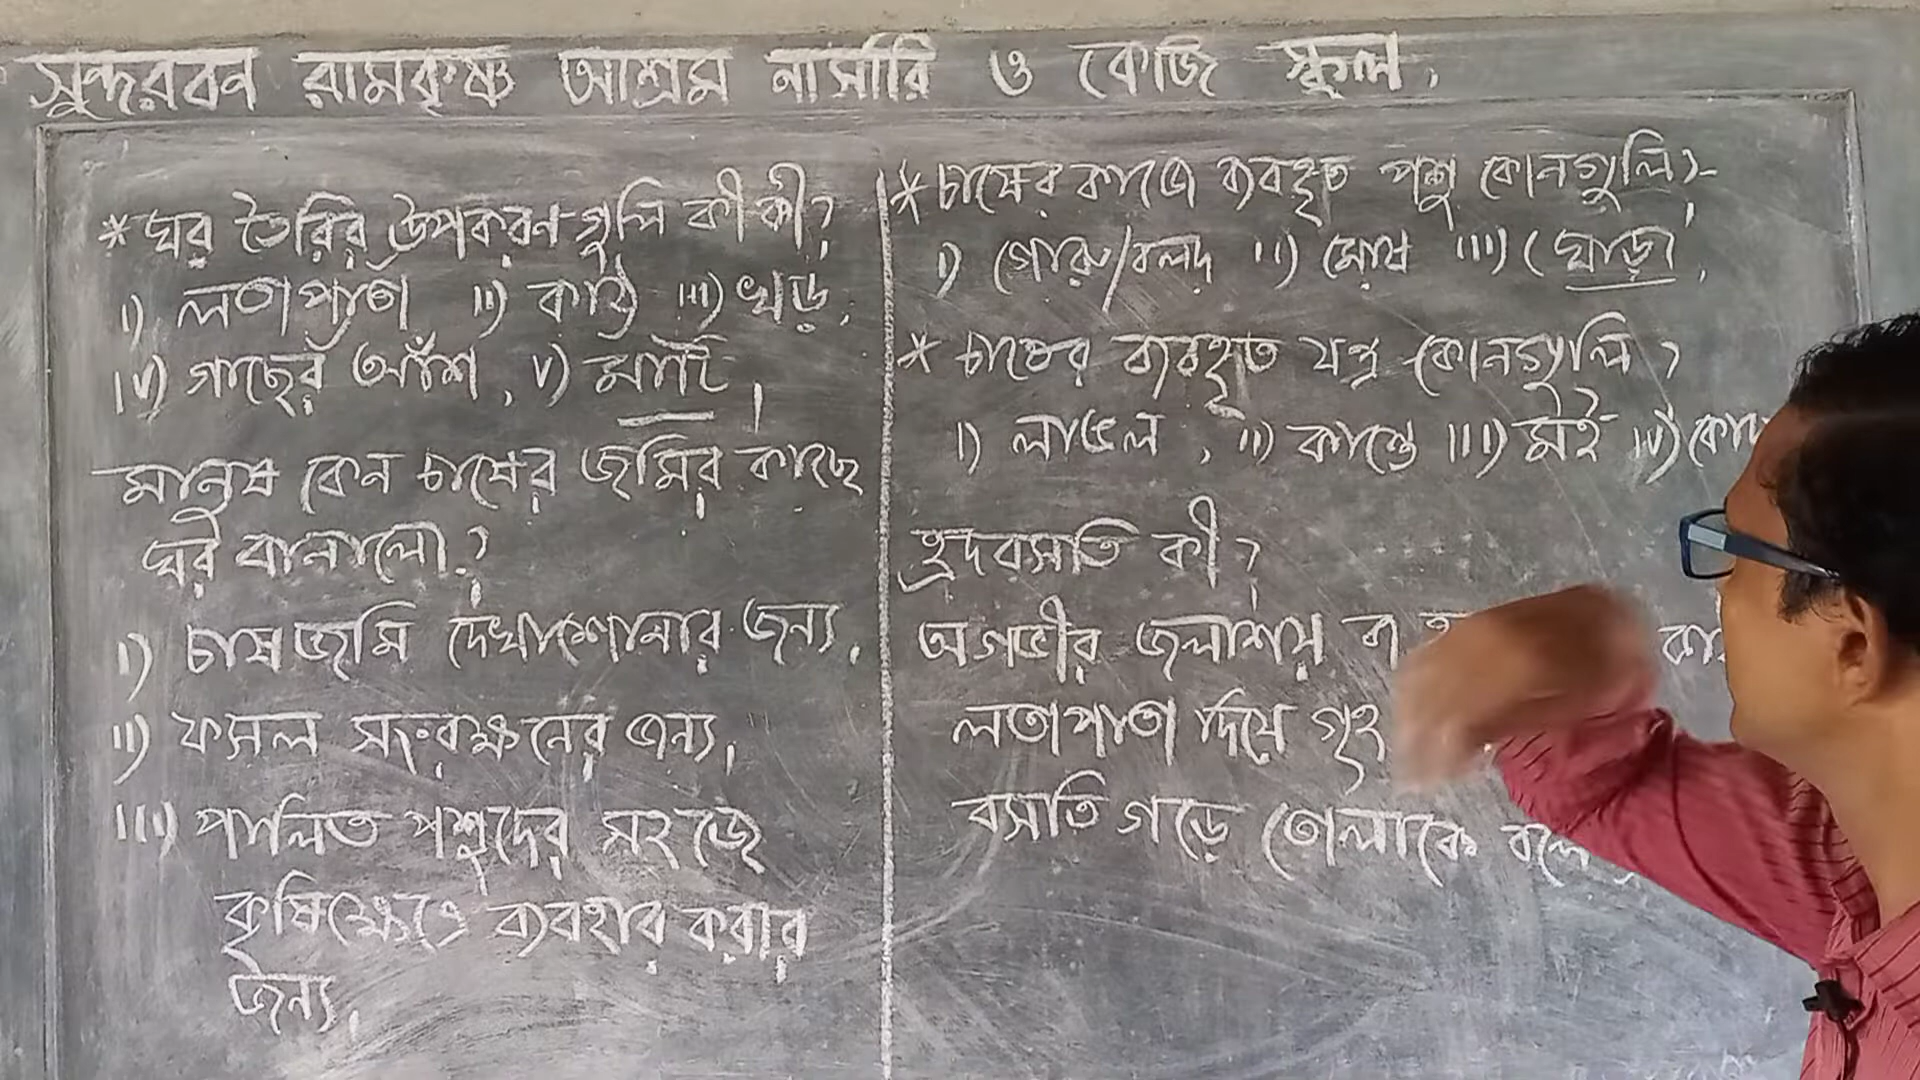 সুন্দরবন রামকৃষ্ণ আশ্রম নার্সারি ও কেজি স্কুল,
*ঘর তৈরির উপকরণ গুলি কী কী?
i) লতাপাতা ii) কাঠ iii) খড়,
iv) গাছের আঁশ, v) মাটি,
মানুষ কেন চাষের জমির কাছে
ঘর বানালো?
i) চাষজমি দেখাশোনার জন্য,
ii) ফসল সংরক্ষনের জন্য,
iii) পালিত পশুদের সহজে
কৃষিক্ষেত্রে ব্যবহার করার
জন্য,
* চাষের কাজে ব্যবহৃত পশু কোনগুলি?-
i) গোরু/বলদ ii) মোষ iii) ঘোড়া,
* চাষের ব্যবহৃত যন্ত্র কোনগুলি?
i) লাঙল, ii) কাস্তে iii) মই iv)
হ্রদবসতি কী?
অগভীর জলাশয় বা
লতাপাতা দিয়ে গৃহ
বসতি গড়ে তোলাকে বলে